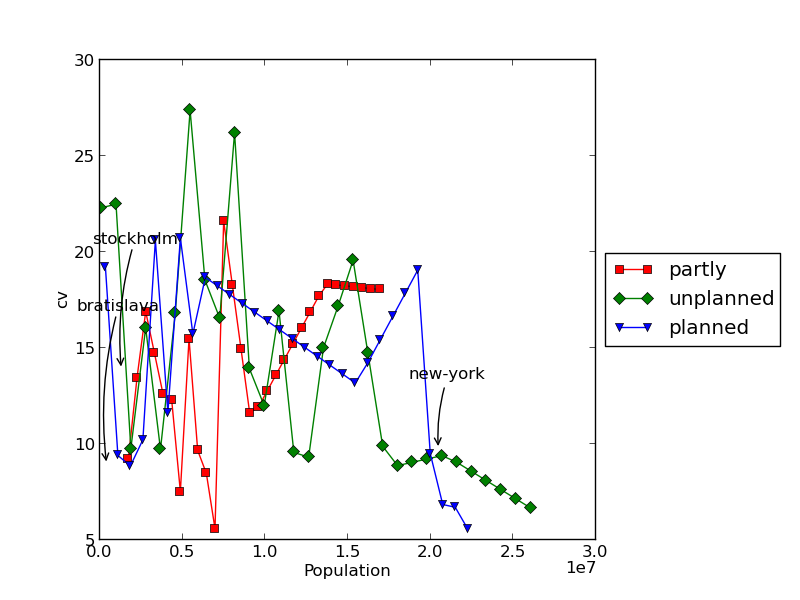 30
25
20
15
10
5
cv
stockholm
bratislava
new-york
0.0 0.5 1.0 1.5 2.0 2.5 3.0
1e7
Population
partly
unplanned
planned